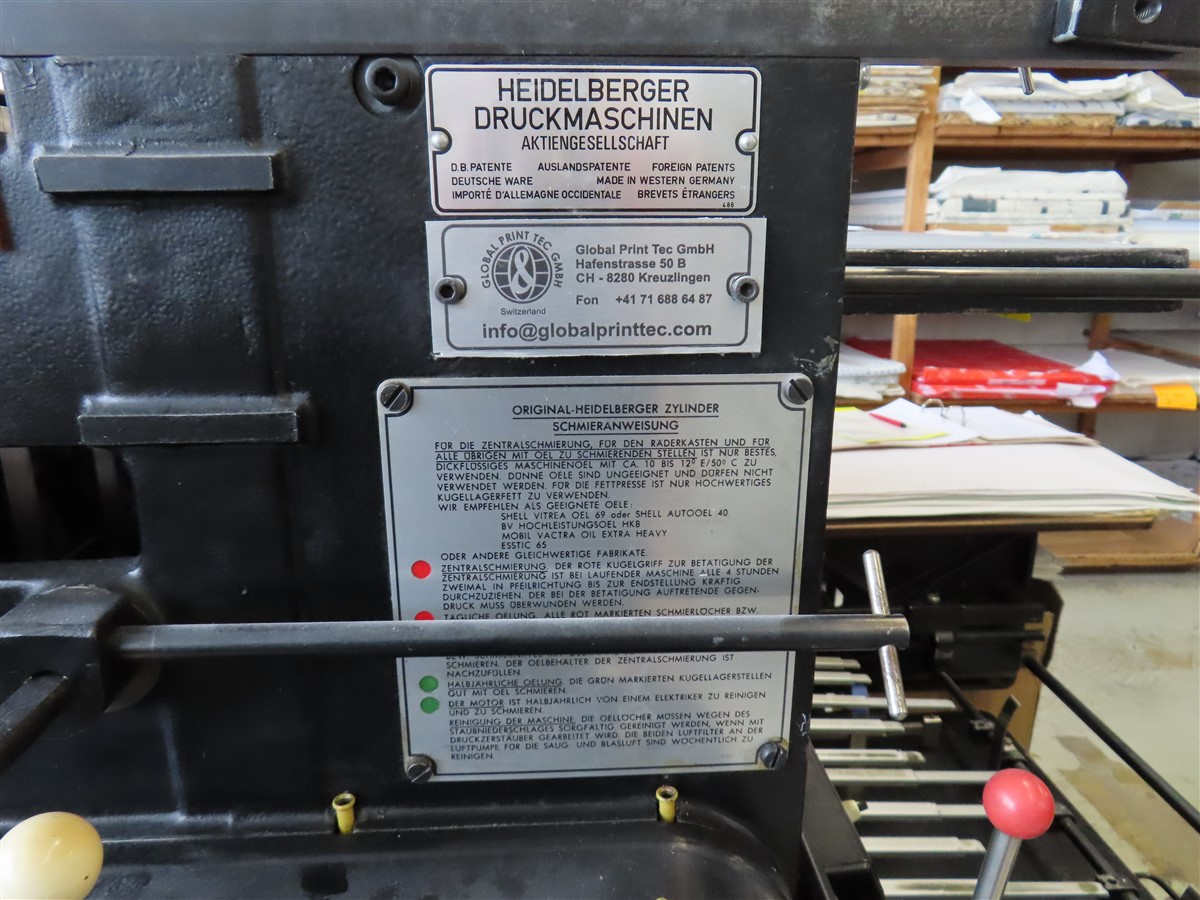 HEIDELBERGER
DRUCKMASCHINEN
AKTIENGESELLSCHAFT
D.B. PATENTE AUSLANDSPATENTE FOREIGN PATENTS
DEUTSCHE WARE MADE IN WESTERN GERMANY
IMPORTÉ D'ALLEMAGNE OCCIDENTALE BREVETS ÉTRANGERS
488
GLOBAL PRINT TEC GMBH
&
Switzerland
Global Print Tec GmbH
Hafenstrasse 50 B
CH - 8280 Kreuzlingen
Fon +41 71 688 64 87
info@globalprinttec.com
ORIGINAL-HEIDELBERGER ZYLINDER
SCHMIERANWEISUNG
FÜR DIE ZENTRALSCHMIERUNG, FÜR DEN RÄDERKASTEN UND FÜR
ALLE ÜBRIGEN MIT OEL ZU SCHMIERENDEN STELLEN IST NUR BESTES,
DICKFLÜSSIGES MASCHINENOEL MIT CA. 10 BIS 12° E/50° C ZU
VERWENDEN. DÜNNE OELE SIND UNGEEIGNET UND DÜRFEN NICHT
VERWENDET WERDEN. FÜR DIE FETTPRESSE IST NUR HOCHWERTIGES
KUGELLAGERFETT ZU VERWENDEN.
WIR EMPFEHLEN ALS GEEIGNETE OELE:
SHELL VITREA OEL 69 oder SHELL AUTOOEL 40
BV HOCHLEISTUNGSOEL HKB
MOBIL VACTRA OIL EXTRA HEAVY
ESSTIC 65
ODER ANDERE GLEICHWERTIGE FABRIKATE.
ZENTRALSCHMIERUNG, DER ROTE KUGELGRIFF ZUR BETÄTIGUNG DER
ZENTRALSCHMIERUNG IST BEI LAUFENDER MASCHINE ALLE 4 STUNDEN
ZWEIMAL IN PFEILRICHTUNG BIS ZUR ENDSTELLUNG KRÄFTIG
DURCHZUZIEHEN, DER BEI DER BETÄTIGUNG AUFTRETENDE GEGEN-
DRUCK MUSS ÜBERWUNDEN WERDEN.
TÄGLICHE OELUNG, ALLE ROT MARKIERTEN SCHMIERLÖCHER BZW.
SCHMIEREN. DER OELBEHÄLTER DER ZENTRALSCHMIERUNG IST
NACHZUFÜLLEN.
HALBJÄHRLICHE OELUNG, DIE GRÜN MARKIERTEN KUGELLAGERSTELLEN
GUT MIT OEL SCHMIEREN.
DER MOTOR IST HALBJÄHRLICH VON EINEM ELEKTRIKER ZU REINIGEN
UND ZU SCHMIEREN.
REINIGUNG DER MASCHINE, DIE OELLÖCHER MÜSSEN WEGEN DES
STAUBNIEDERSCHLAGES SORGFÄLTIG GEREINIGT WERDEN, WENN MIT
DRUCKZERSTÄUBER GEARBEITET WIRD. DIE BEIDEN LUFTFILTER AN DER
LUFTPUMPE FÜR DIE SAUG- UND BLASLUFT SIND WÖCHENTLICH ZU
REINIGEN.